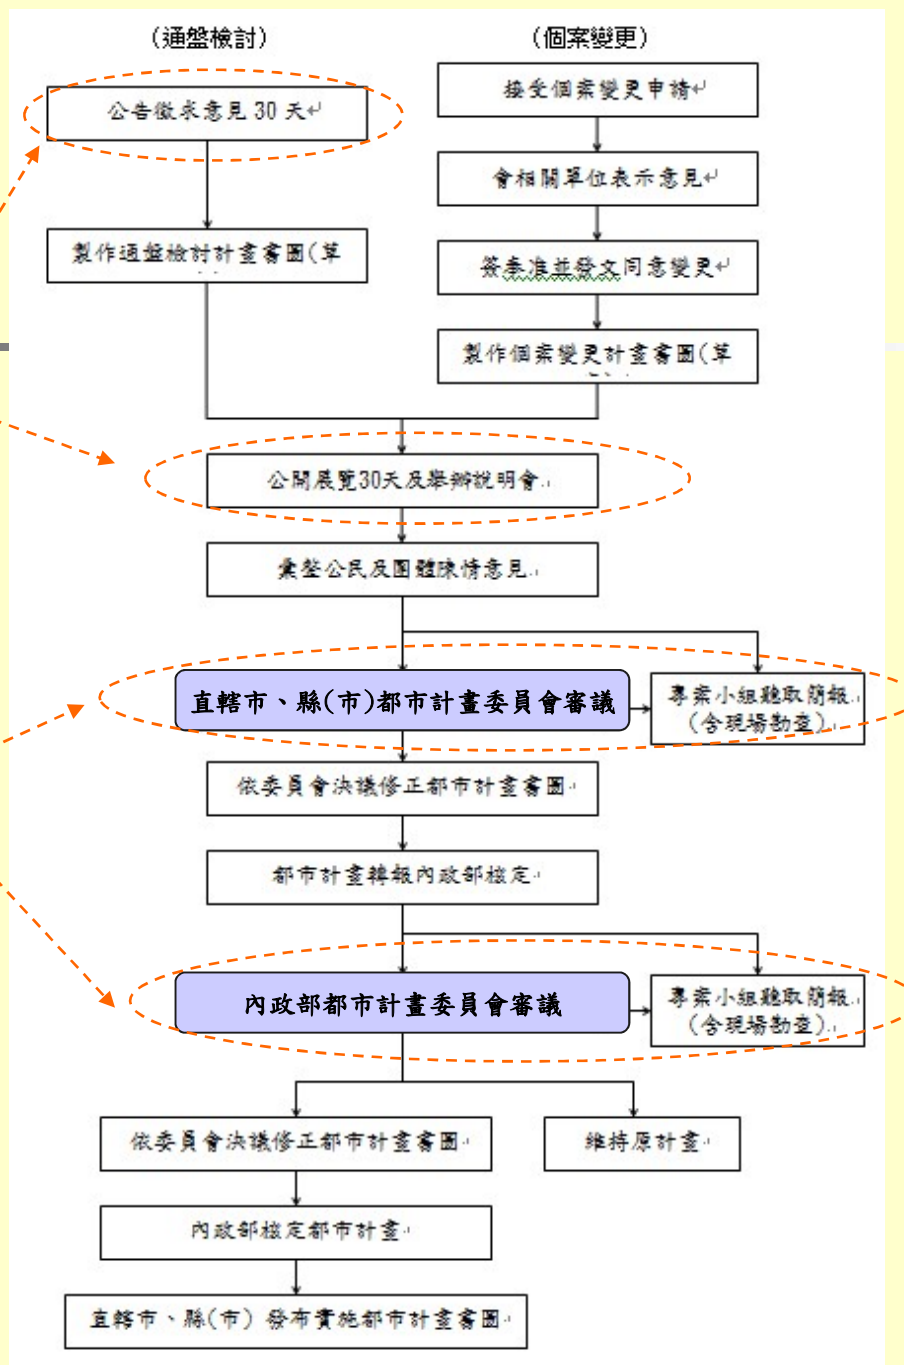 (通盤檢討)
(個案變更)
公告徵求意見 30 天
接受個案變更申請
會相關單位表示意見
製作通盤檢討計畫書圖(草
簽奉准並發文同意變更
製作個案變更計畫書圖(草
公開展覽30天及舉辦說明會
彙整公民及團體陳情意見
直轄市、縣(市)都市計畫委員會審議
專案小組聽取簡報
(含現場勘查)
依委員會決議修正都市計畫書圖
都市計畫轉報內政部核定
內政部都市計畫委員會審議
專案小組聽取簡報
(含現場勘查)
依委員會決議修正都市計畫書圖
維持原計畫
內政部核定都市計畫
直轄市、縣(市) 發布實施都市計畫書圖